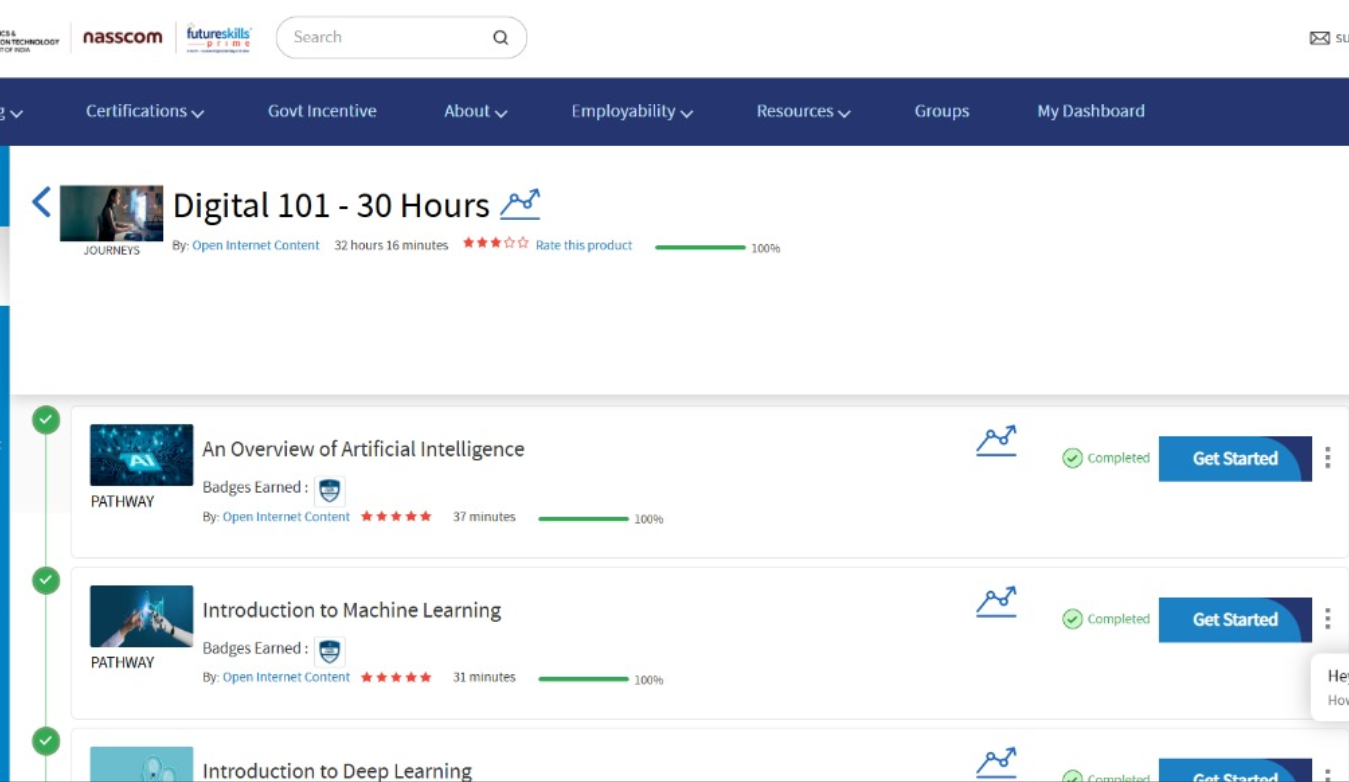 ICS &
ON TECHNOLOGY
T OF INDIA
nasscom
futureskills
prime
Search
su
g
Certifications
Govt Incentive
About
Employability
Resources
Groups
My Dashboard
Digital 101 - 30 Hours
JOURNEYS
By: Open Internet Content 32 hours 16 minutes Rate this product 100%
An Overview of Artificial Intelligence
AI
PATHWAY
Badges Earned :
By: Open Internet Content 37 minutes 100%
Completed
Get Started
Introduction to Machine Learning
PATHWAY
Badges Earned :
By: Open Internet Content 31 minutes 100%
Completed
Get Started
Hey
How
Introduction to Deep Learning
Completed
Get Started